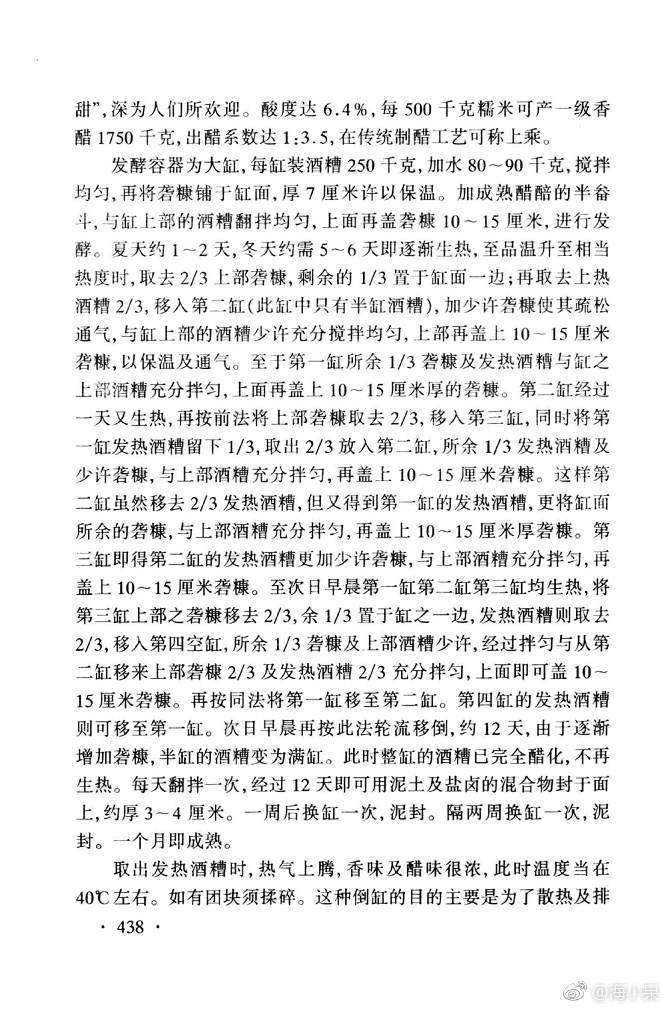 甜”,深为人们所欢迎。酸度达 6.4%,每 500 千克糯米可产一级香
醋 1750 千克,出醋系数达 1:3.5,在传统制醋工艺可称上乘。
发酵容器为大缸,每缸装酒糟 250 千克,加水 80~90 千克,搅拌
均匀,再将砻糠铺于缸面,厚 7 厘米许以保温。加成熟醋醅的半畚
斗,与缸上部的酒糟翻拌均匀,上面再盖砻糠 10~15 厘米,进行发
酵。夏天约 1~2 天,冬天约需 5~6 天即逐渐生热,至品温升至相当
热度时,取去 2/3 上部砻糠,剩余的 1/3 置于缸面一边;再取去上热
酒糟 2/3,移入第二缸(此缸中只有半缸酒糟),加少许砻糠使其疏松
通气,与缸上部的酒糟少许充分搅拌均匀,上部再盖上 10~15 厘米
砻糠,以保温及通气。至于第一缸所余 1/3 砻糠及发热酒糟与缸之
上部酒糟充分拌匀,上面再盖上 10~15 厘米厚的砻糠。第二缸经过
一天又生热,再按前法将上部砻糠取去 2/3,移入第三缸,同时将第
一缸发热酒糟留下 1/3,取出 2/3 放入第二缸,所余 1/3 发热酒糟及
少许砻糠,与上部酒糟充分拌匀,再盖上 10~15 厘米砻糠。这样第
二缸虽然移去 2/3 发热酒糟,但又得到第一缸的发热酒糟,更将缸面
所余的砻糠,与上部酒糟充分拌匀,再盖上 10~15 厘米厚砻糠。第
三缸即得第二缸的发热酒糟更加少许砻糠,与上部酒糟充分拌匀,再
盖上 10~15 厘米砻糠。至次日早晨第一缸第二缸第三缸均生热,将
第三缸上部之砻糠移去 2/3,余 1/3 置于缸之一边,发热酒糟则取去
2/3,移入第四空缸,所余 1/3 砻糠及上部酒糟少许,经过拌匀与从第
二缸移来上部砻糠 2/3 及发热酒糟 2/3 充分拌匀,上面即可盖 10~
15 厘米砻糠。再按同法将第一缸移至第二缸。第四缸的发热酒糟
则可移至第一缸。次日早晨再按此法轮流移倒,约 12 天,由于逐渐
增加砻糠,半缸的酒糟变为满缸。此时整缸的酒糟已完全醋化,不再
生热。每天翻拌一次,经过 12 天即可用泥土及盐卤的混合物封于面
上,约厚 3~4 厘米。一周后换缸一次,泥封。隔两周换缸一次,泥
封。一个月即成熟。
取出发热酒糟时,热气上腾,香味及醋味很浓,此时温度当在
40℃左右。如有团块须揉碎。这种倒缸的目的主要是为了散热及排
· 438 ·
@海小呆